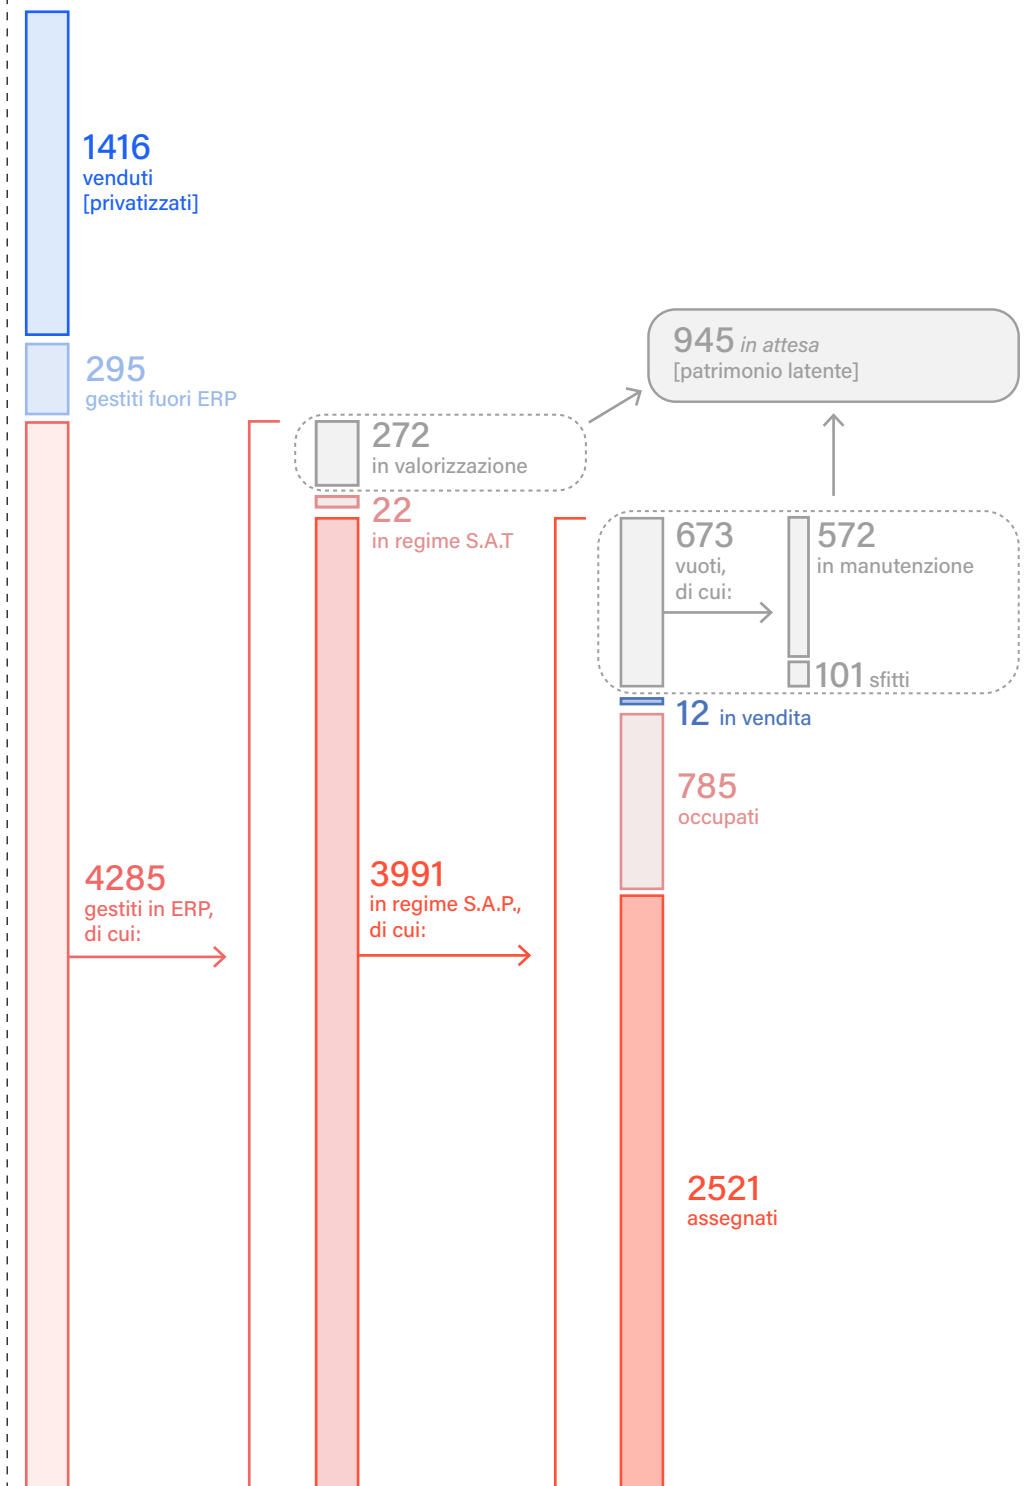 1416
venduti
[privatizzati]
295
gestiti fuori ERP
4285
gestiti in ERP,
di cui:
272
in valorizzazione
22
in regime S.A.T
3991
in regime S.A.P.,
di cui:
945 in attesa
[patrimonio latente]
673
vuoti,
di cui:
572
in manutenzione
101 sfitti
12 in vendita
785
occupati
2521
assegnati